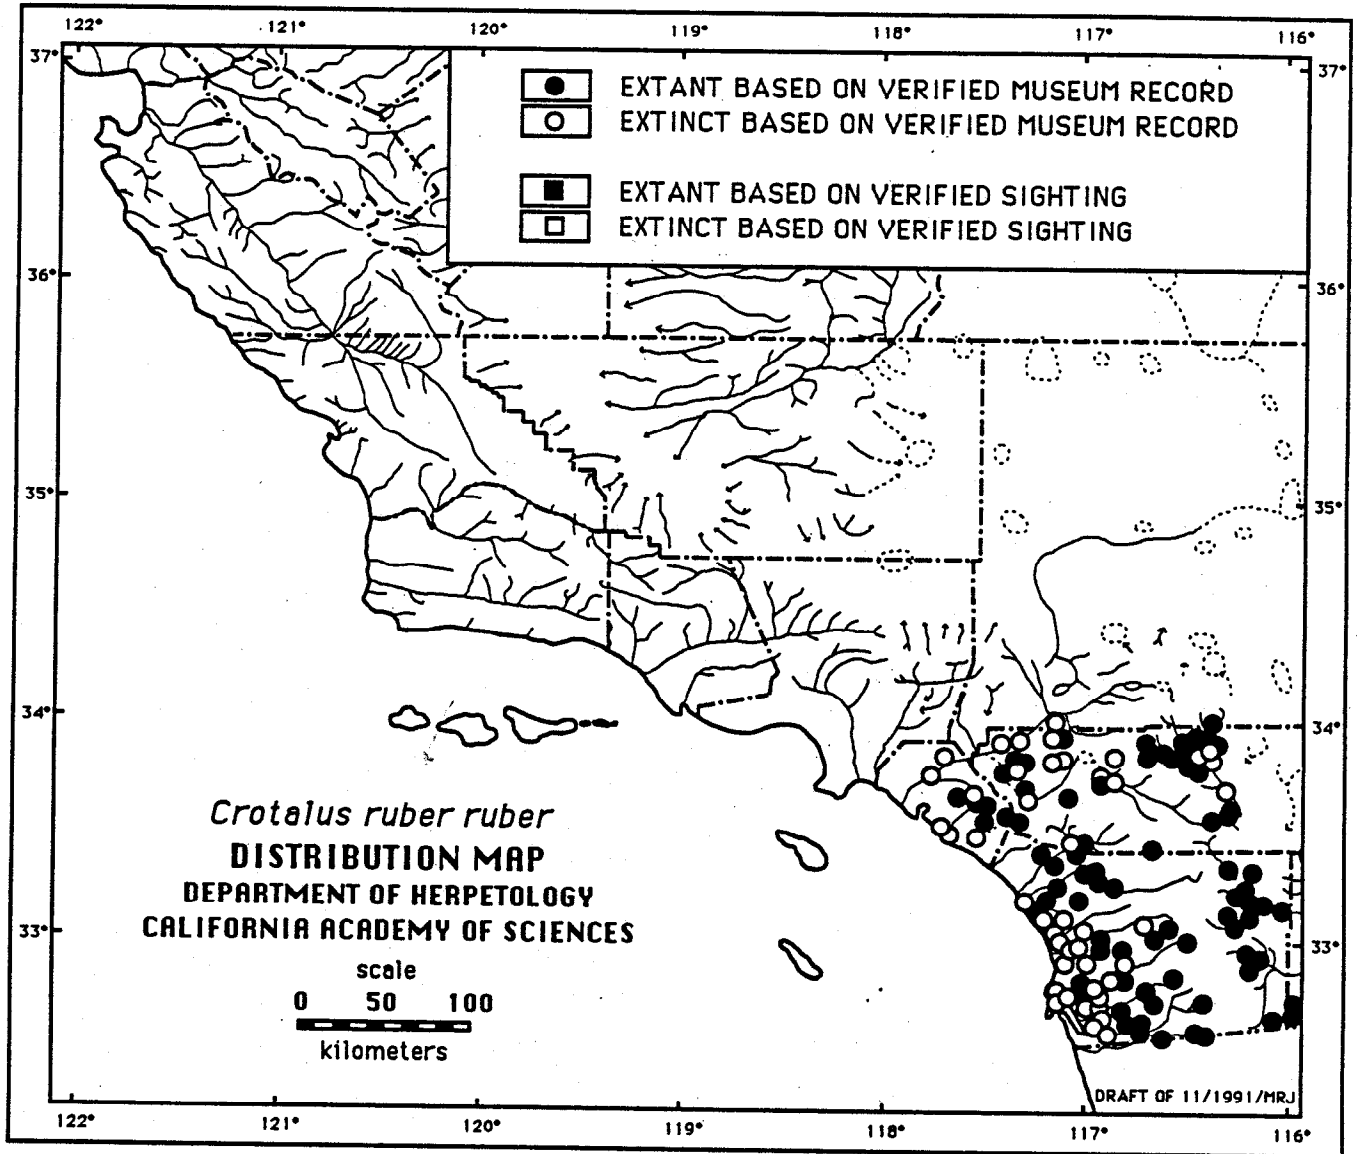 122° 121° 120° 119° 118° 117° 116°
37° 37°
EXTANT BASED ON VERIFIED MUSEUM RECORD
EXTINCT BASED ON VERIFIED MUSEUM RECORD
EXTANT BASED ON VERIFIED SIGHTING
EXTINCT BASED ON VERIFIED SIGHTING
36° 36°
35° 35°
34° 34°
Crotalus ruber ruber
DISTRIBUTION MAP
DEPARTMENT OF HERPETOLOGY
CALIFORNIA ACADEMY OF SCIENCES
33° 33°
scale
0 50 100
kilometers
DRAFT OF 11/1991/MRJ
122° 121° 120° 119° 118° 117° 116°